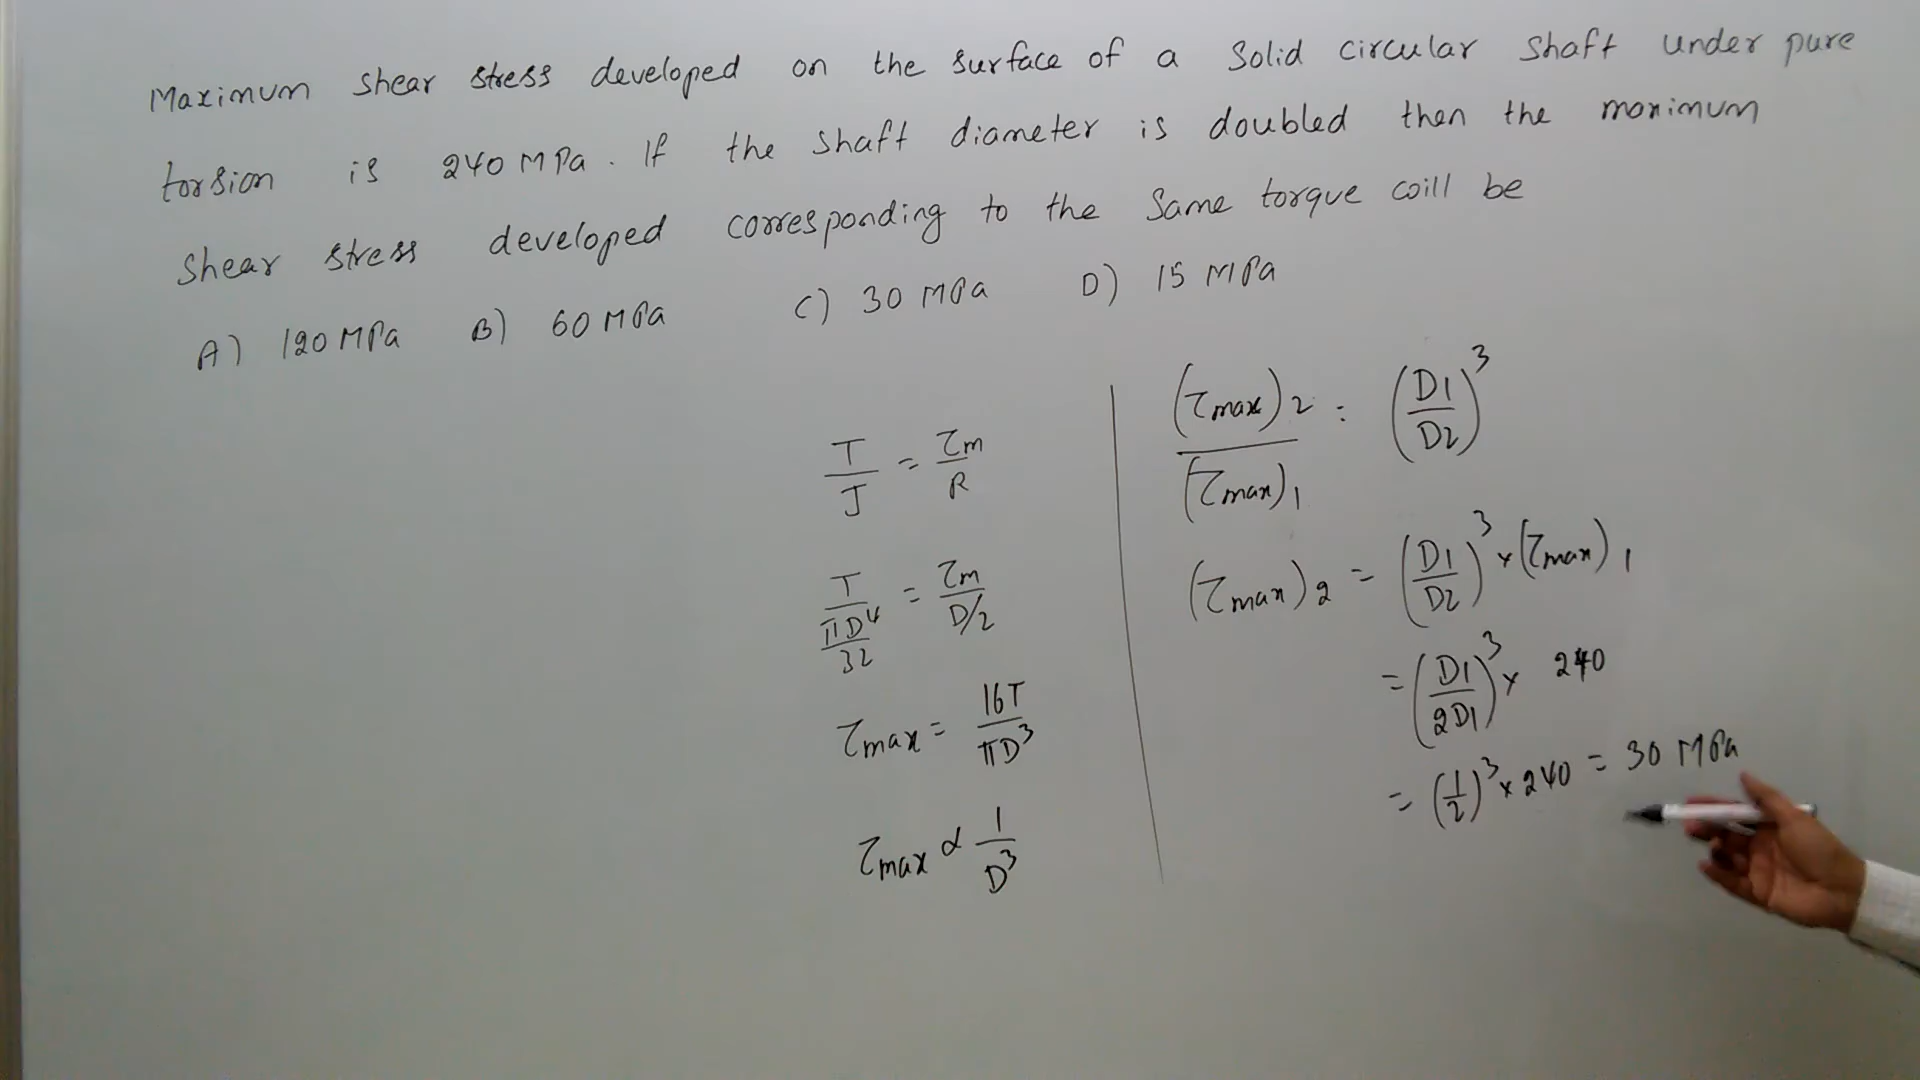 Maximum shear stress developed on the surface of a solid circular shaft under pure
torsion is 240 MPa. If the shaft diameter is doubled then the maximum
shear stress developed corresponding to the same torque will be
A) 120 MPa B) 60 MPa C) 30 MPa D) 15 MPa
T/J = τm/R
T/(πD⁴/32) = τm/(D/2)
τmax = 16T/πD³
τmax ∝ 1/D³
(τmax)2/(τmax)1 = (D1/D2)³
(τmax)2 = (D1/D2)³ × (τmax)1
= (D1/2D1)³ × 240
= (1/2)³ × 240 = 30 MPa